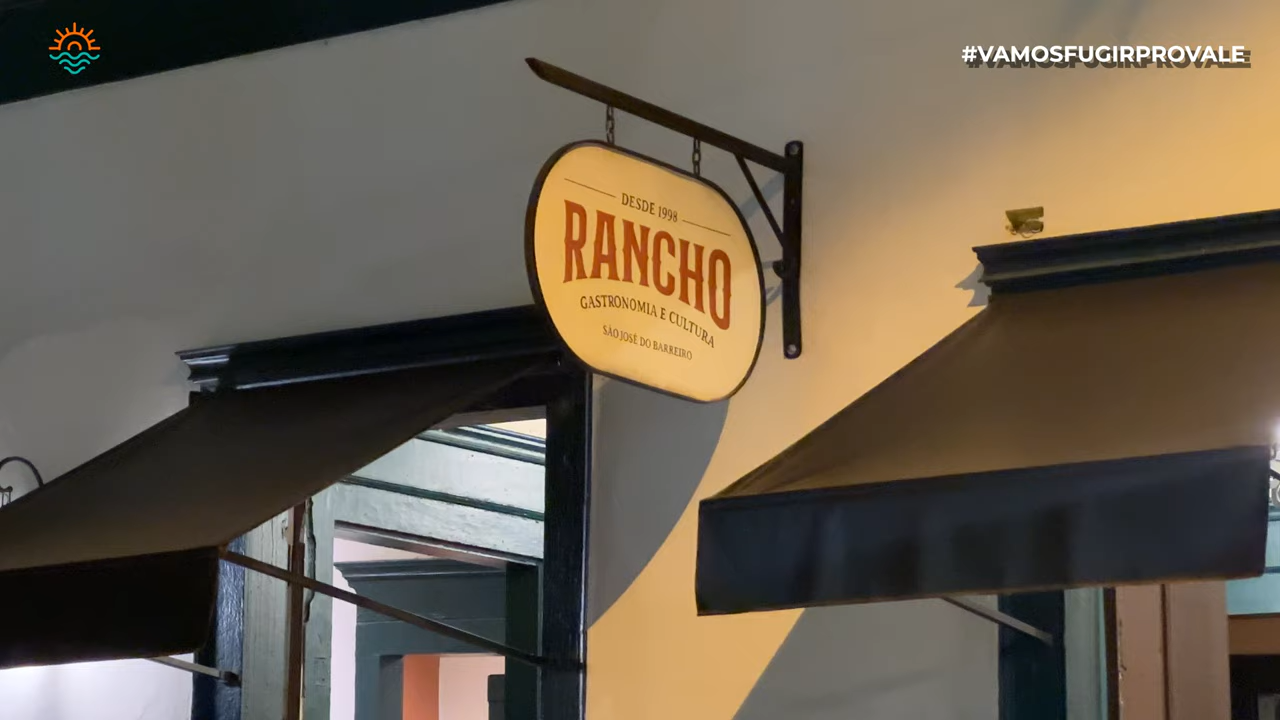 #VAMOSFUGIRPROVALE
DESDE 1998
RANCHO
GASTRONOMIA E CULTURA
SÃO JOSÉ DO BARREIRO